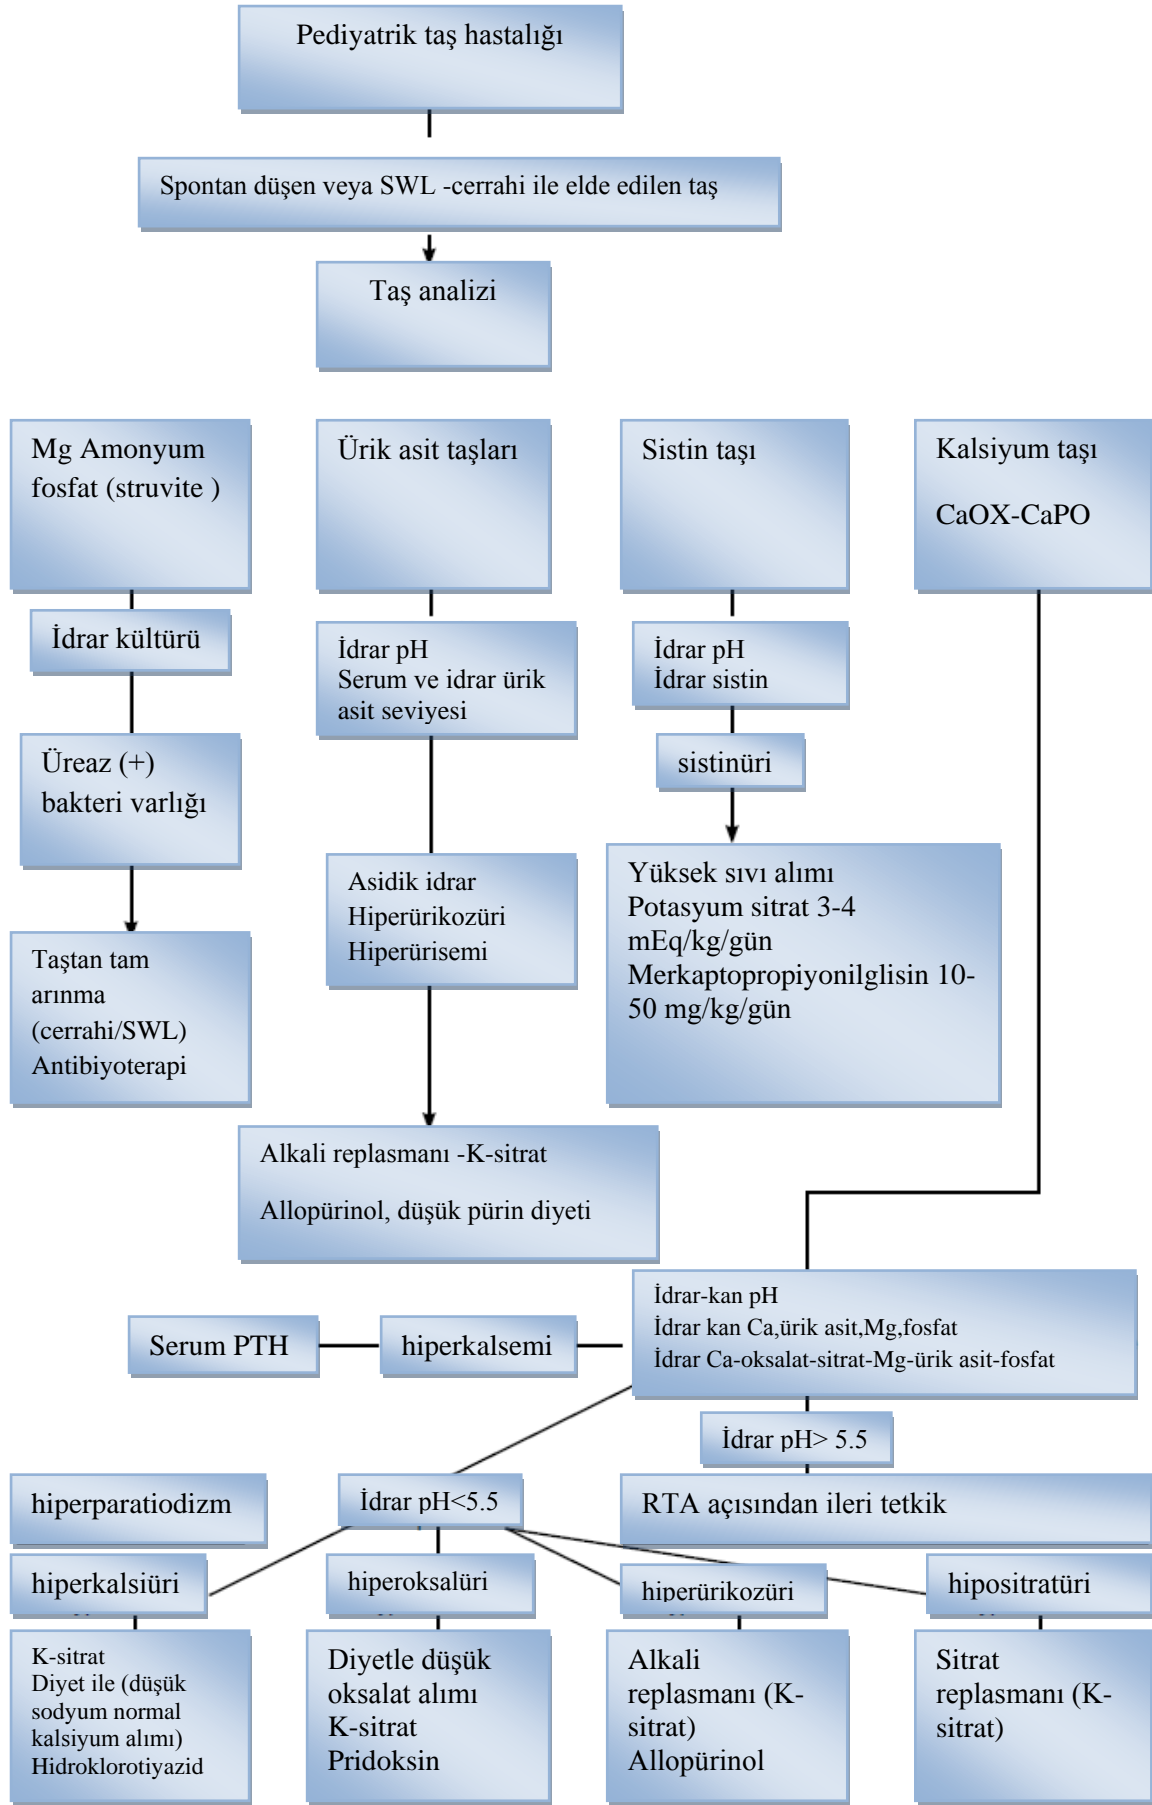 Pediyatrik taş hastalığı
Spontan düşen veya SWL -cerrahi ile elde edilen taş
Taş analizi
Mg Amonyum
fosfat (struvite )
Ürik asit taşları
Sistin taşı
Kalsiyum taşı
CaOX-CaPO
İdrar kültürü
İdrar pH
Serum ve idrar ürik
asit seviyesi
İdrar pH
İdrar sistin
Üreaz (+)
bakteri varlığı
sistinüri
Asidik idrar
Hiperürikozüri
Hiperürisemi
Yüksek sıvı alımı
Potasyum sitrat 3-4
mEq/kg/gün
Merkaptopropiyonilglisin 10-
50 mg/kg/gün
Taştan tam
arınma
(cerrahi/SWL)
Antibiyoterapi
Alkali replasmanı -K-sitrat
Allopürinol, düşük pürin diyeti
İdrar-kan pH
İdrar kan Ca,ürik asit,Mg,fosfat
İdrar Ca-oksalat-sitrat-Mg-ürik asit-fosfat
Serum PTH
hiperkalsemi
İdrar pH> 5.5
hiperparatiodizm
İdrar pH<5.5
RTA açısından ileri tetkik
hiperkalsiüri
hiperoksalüri
hiperürikozüri
hipositratüri
K-sitrat
Diyet ile (düşük
sodyum normal
kalsiyum alımı)
Hidroklorotiyazid
Diyetle düşük
oksalat alımı
K-sitrat
Pridoksin
Alkali
replasmanı (K-
sitrat)
Allopürinol
Sitrat
replasmanı (K-
sitrat)